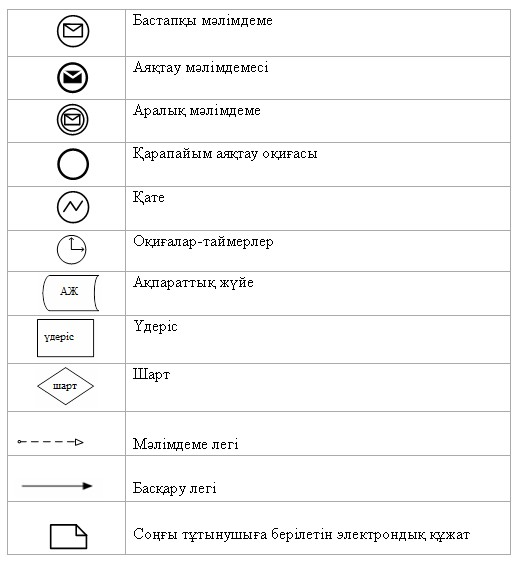 Бастапқы мәлімдеме
Аяқтау мәлімдемесі
Аралық мәлімдеме
Қарапайым аяқтау оқиғасы
Қате
Оқиғалар-таймерлер
АЖ
Ақпараттық жүйе
үдеріс
Үдеріс
шарт
Шарт
Мәлімдеме легі
Басқару легі
Соңғы тұтынушыға берілетін электрондық құжат